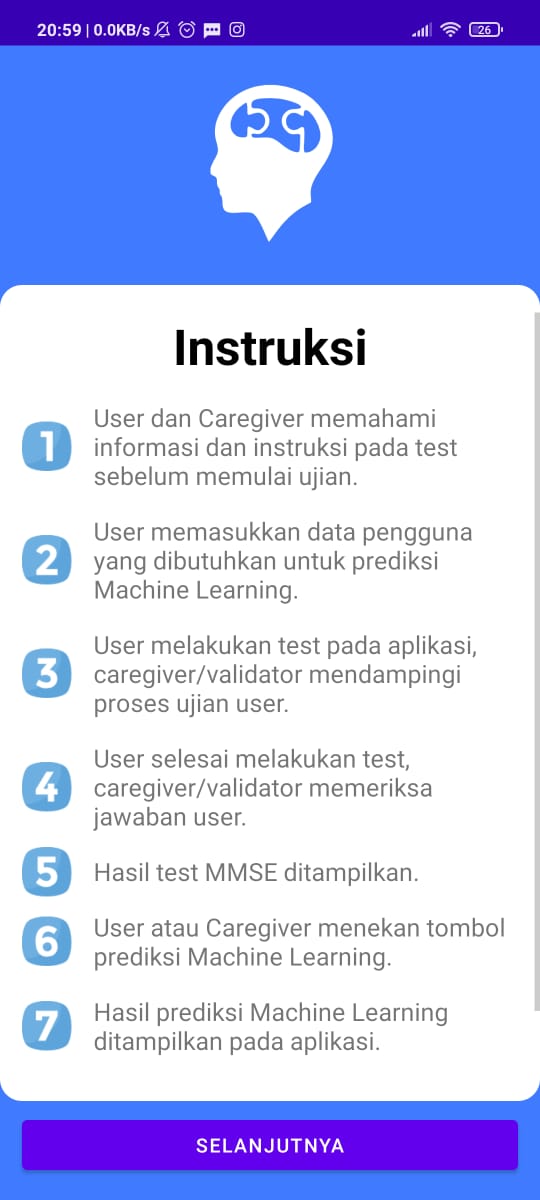 20:59 | 0.0KB/s
26
Instruksi
1
User dan Caregiver memahami
informasi dan instruksi pada test
sebelum memulai ujian.
2
User memasukkan data pengguna
yang dibutuhkan untuk prediksi
Machine Learning.
3
User melakukan test pada aplikasi,
caregiver/validator mendampingi
proses ujian user.
4
User selesai melakukan test,
caregiver/validator memeriksa
jawaban user.
5
Hasil test MMSE ditampilkan.
6
User atau Caregiver menekan tombol
prediksi Machine Learning.
7
Hasil prediksi Machine Learning
ditampilkan pada aplikasi.
SELANJUTNYA